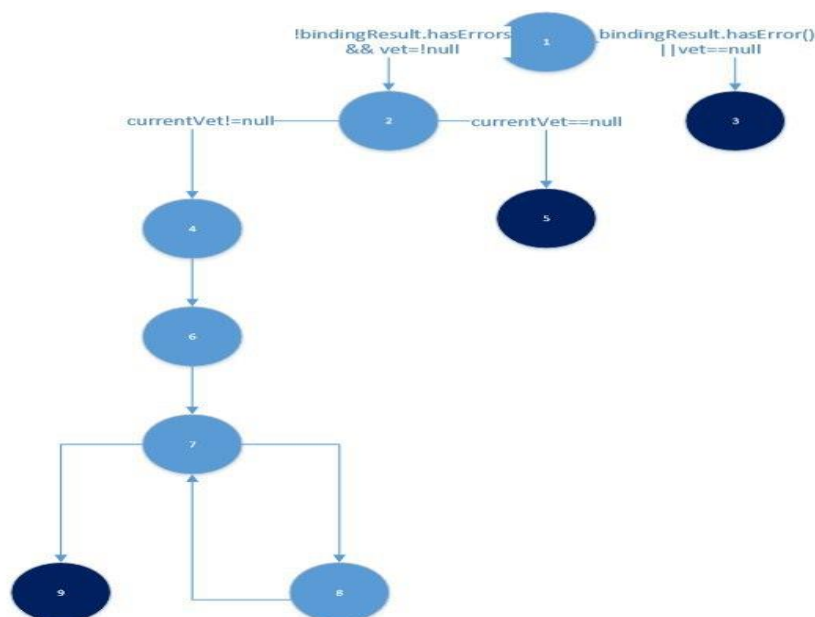 !bindingResult.hasErrors
&& vet=!null
1
bindingResult.hasError()
||vet==null
currentVet!=null
2
currentVet==null
3
4
5
6
7
9
8